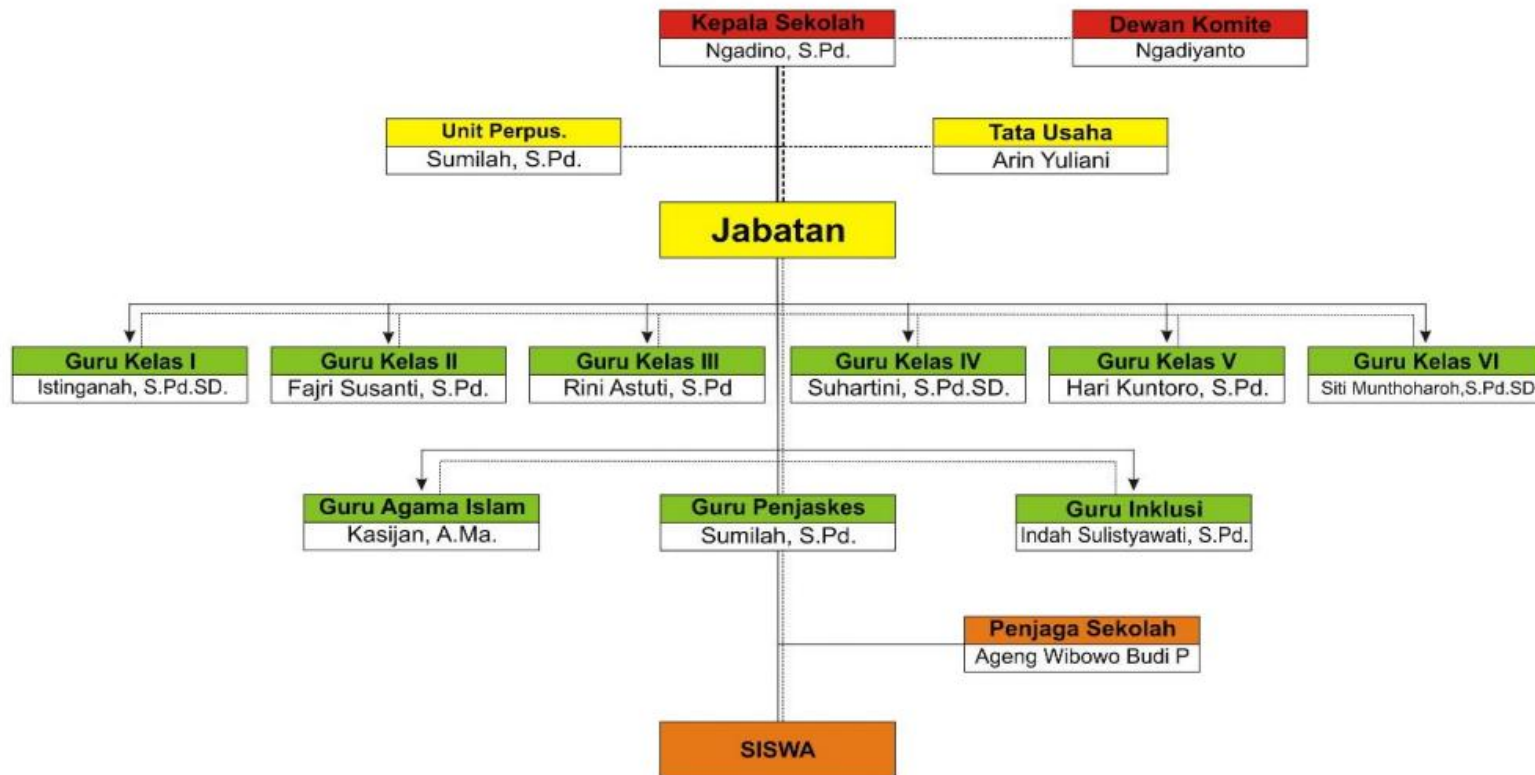 Kepala Sekolah
Ngadino, S.Pd.
Dewan Komite
Ngadiyanto
Unit Perpus.
Sumilah, S.Pd.
Tata Usaha
Arin Yuliani
Jabatan
Guru Kelas I
Istinganah, S.Pd.SD.
Guru Kelas II
Fajri Susanti, S.Pd.
Guru Kelas III
Rini Astuti, S.Pd
Guru Kelas IV
Suhartini, S.Pd.SD.
Guru Kelas V
Hari Kuntoro, S.Pd.
Guru Kelas VI
Siti Munthoharoh,S.Pd.SD
Guru Agama Islam
Kasijan, A.Ma.
Guru Penjaskes
Sumilah, S.Pd.
Guru Inklusi
Indah Sulistyawati, S.Pd.
Penjaga Sekolah
Ageng Wibowo Budi P
SISWA